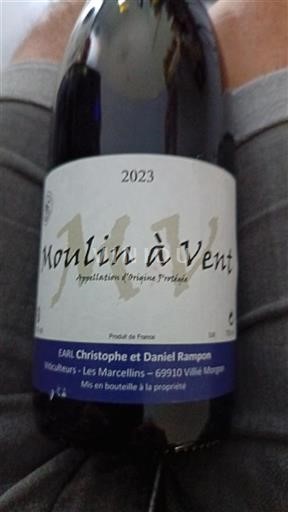 2023
MV
Moulin à Vent
Appellation d'Origine Protégée
Produit de France
EARL Christophe et Daniel Rampon
Viticulteurs - Les Marcellins – 69910 Villié Morgon
Mis en bouteille à la propriété